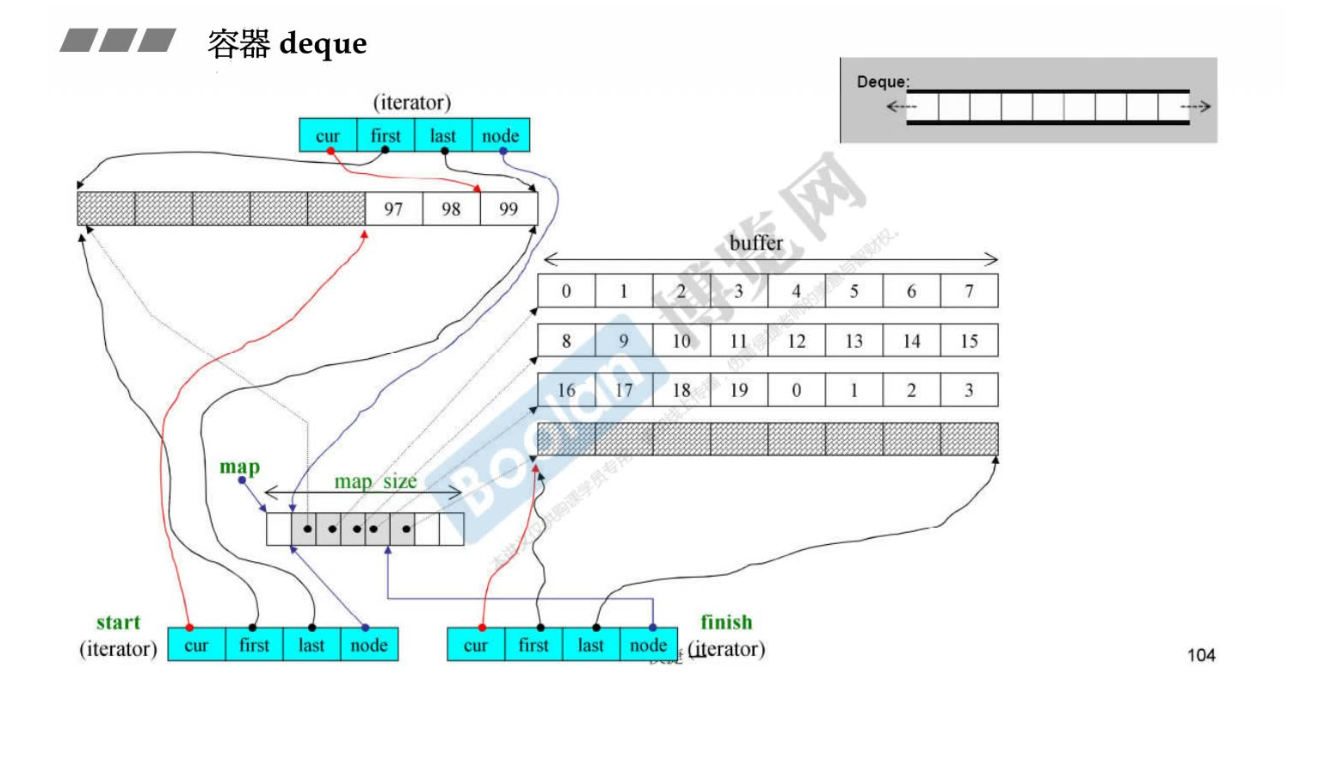 容器 deque
Deque:
(iterator)
cur first last node
97 98 99
buffer
0 1 2 3 4 5 6 7
8 9 10 11 12 13 14 15
16 17 18 19 0 1 2 3
博览网
Boolan
map
map size
start
(iterator)
cur first last node
cur first last node
finish
(iterator)
104